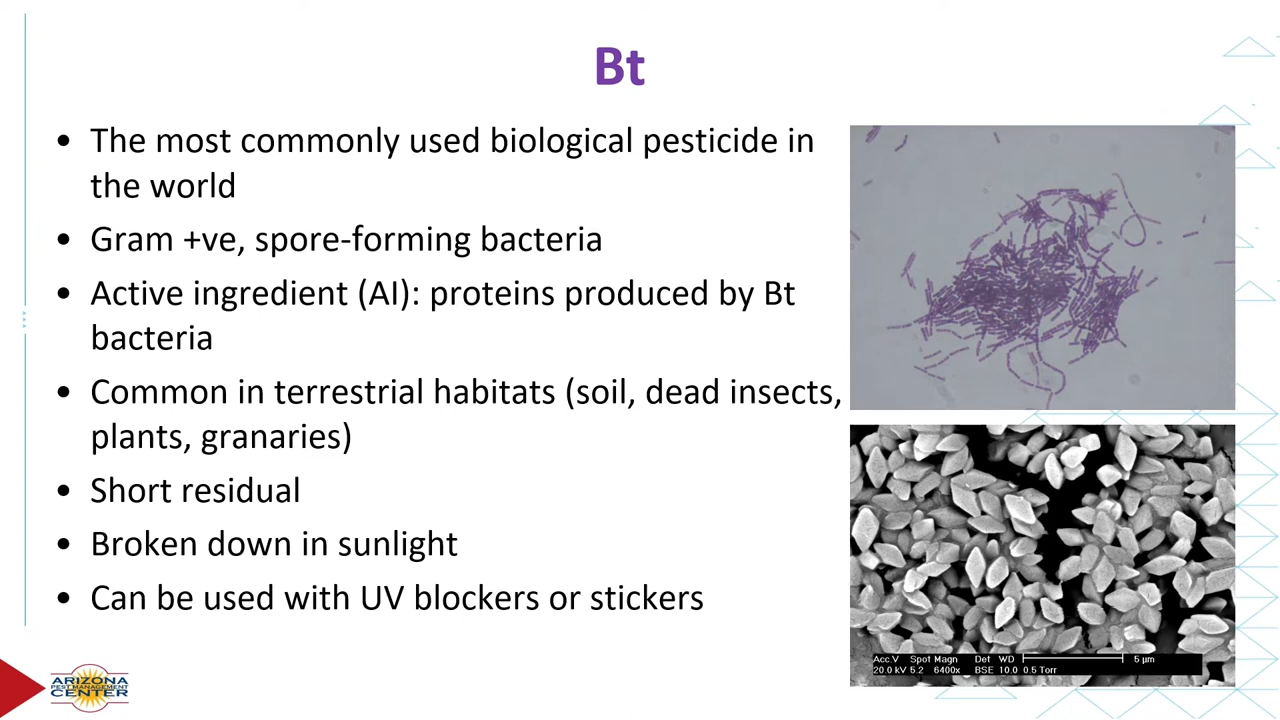 Bt
• The most commonly used biological pesticide in
the world
• Gram +ve, spore-forming bacteria
• Active ingredient (AI): proteins produced by Bt
bacteria
• Common in terrestrial habitats (soil, dead insects,
plants, granaries)
• Short residual
• Broken down in sunlight
• Can be used with UV blockers or stickers
Acc.V Spot Magn Det WD 5 µm
20.0 kV 5.2 6400x BSE 10.0 0.5 Torr
ARIZONA
PEST MANAGEMENT
CENTER